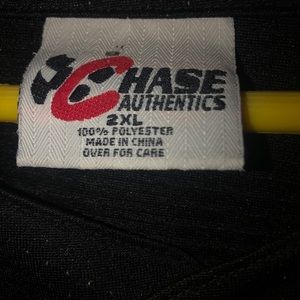 CHASE
AUTHENTICS
2XL
100% POLYESTER
MADE IN CHINA
OVER FOR CARE